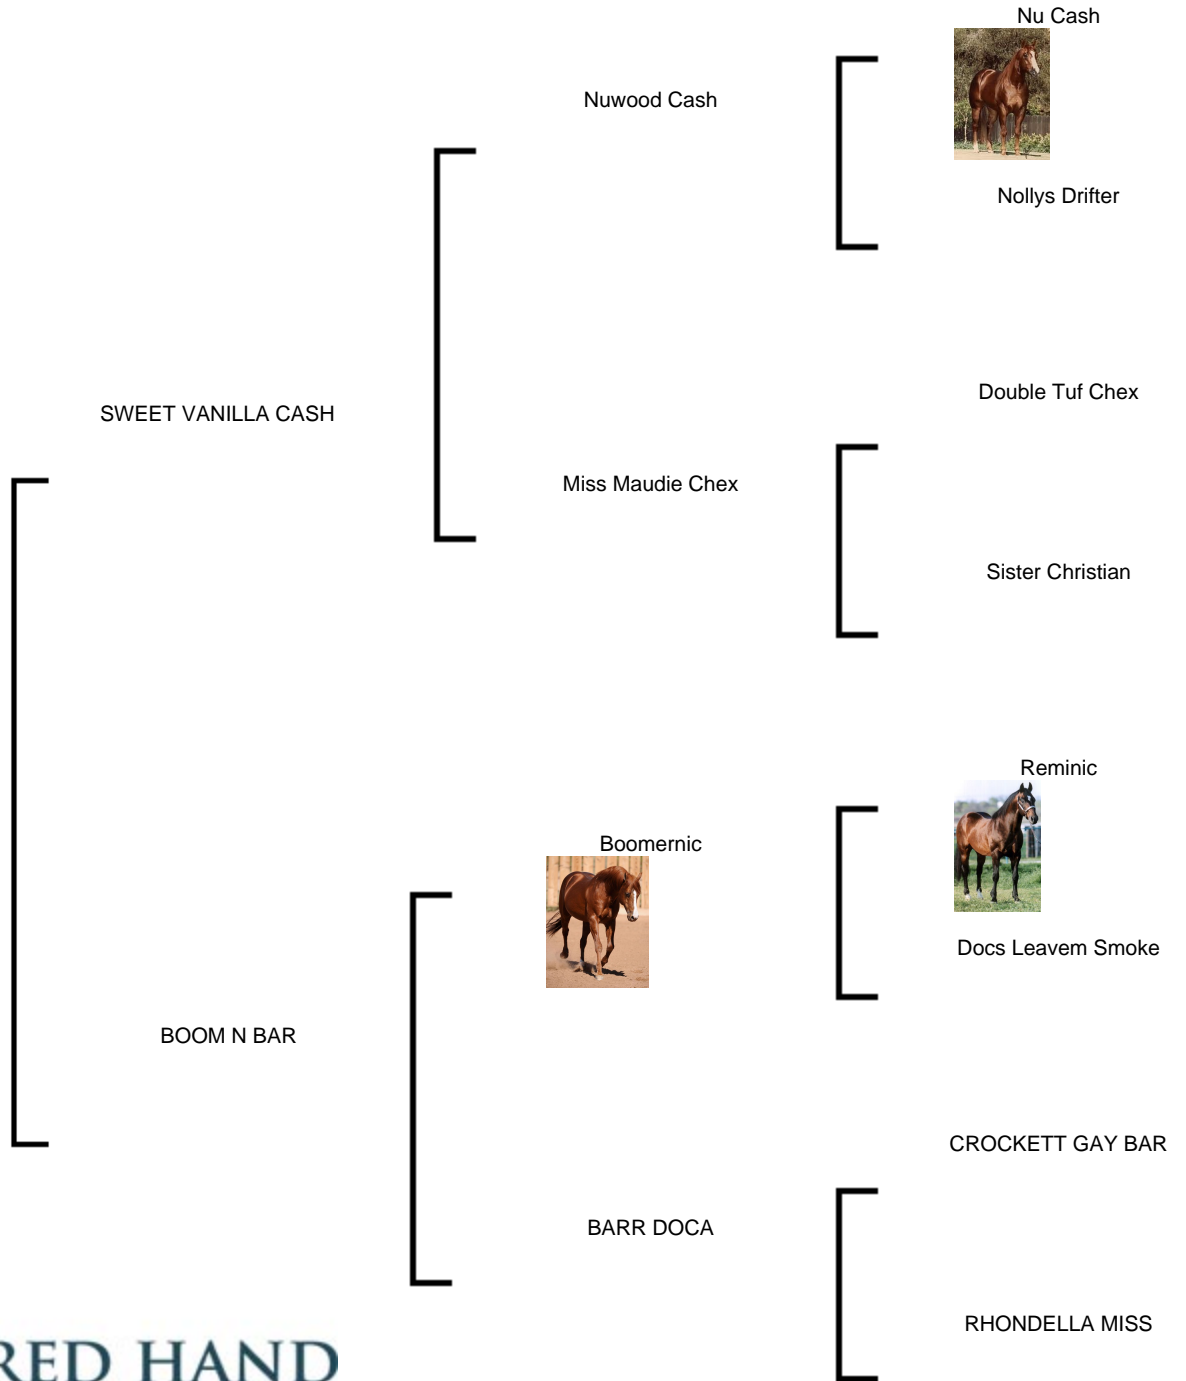 Nu Cash
Nuwood Cash
Nollys Drifter
Double Tuf Chex
SWEET VANILLA CASH
Miss Maudie Chex
Sister Christian
Reminic
Boomernic
Docs Leavem Smoke
BOOM N BAR
CROCKETT GAY BAR
BARR DOCA
RHONDELLA MISS
RED HAND